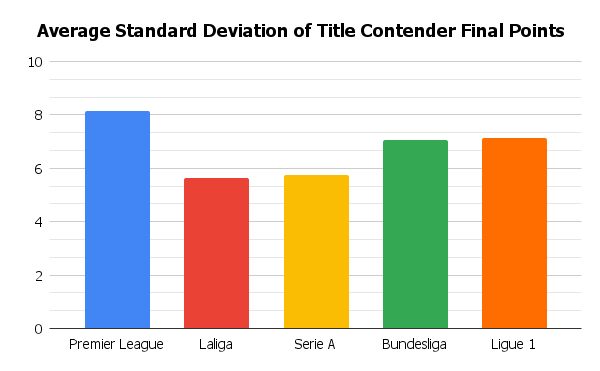 Average Standard Deviation of Title Contender Final Points
10
8
6
4
2
0
Premier League
Laliga
Serie A
Bundesliga
Ligue 1